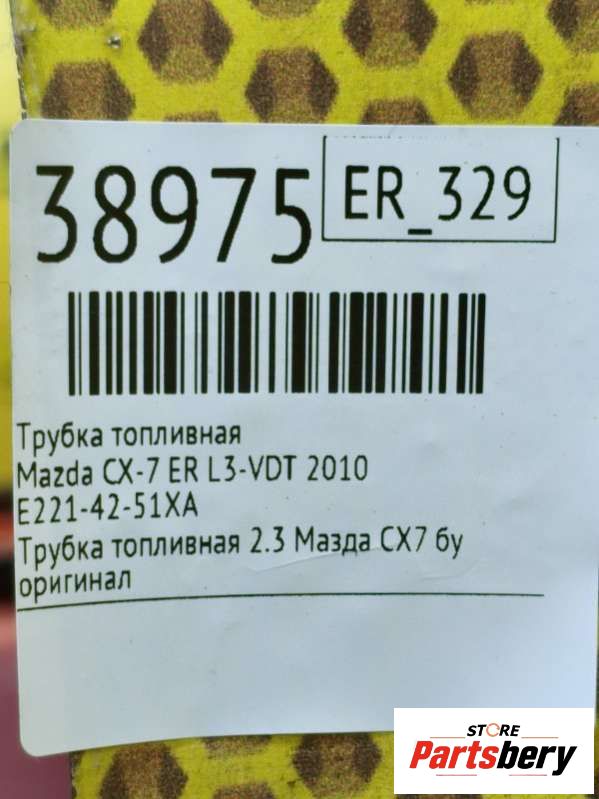 38975
ER_329
Трубка топливная
Mazda CX-7 ER L3-VDT 2010
E221-42-51XA
Трубка топливная 2.3 Мазда CX7 бу
оригинал
STORE
Partsbery